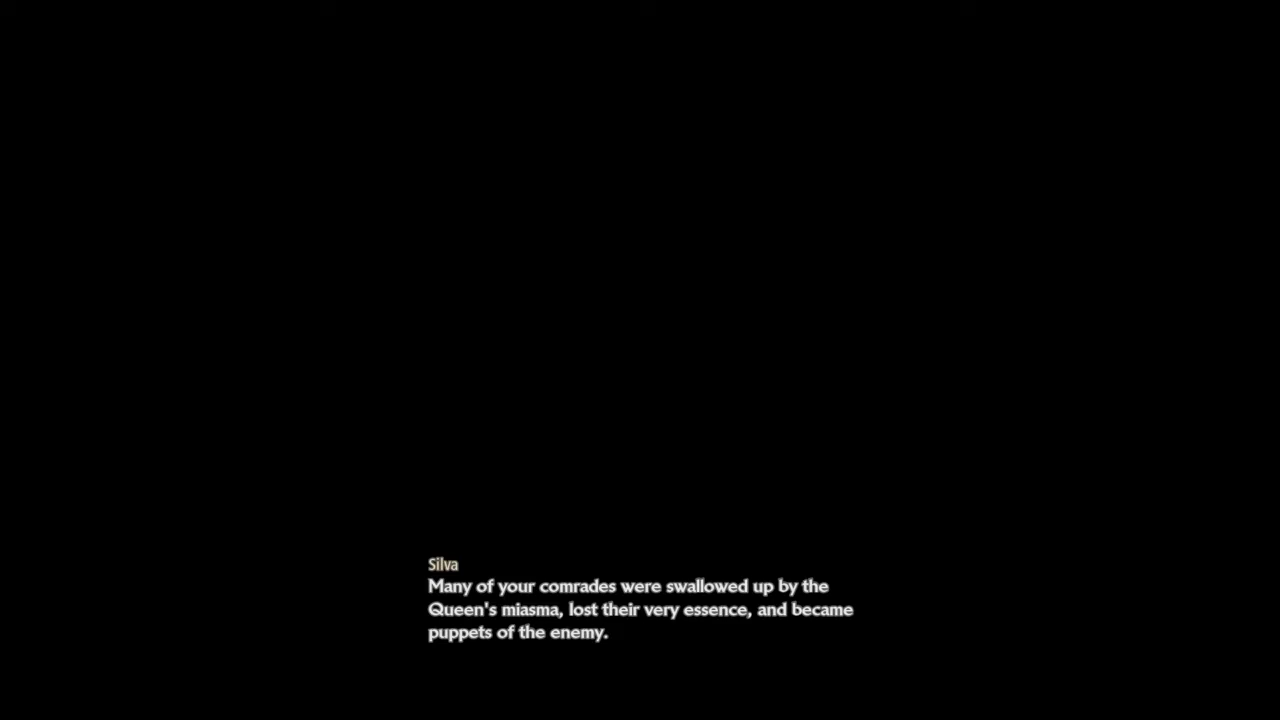 Silva
Many of your comrades were swallowed up by the
Queen's miasma, lost their very essence, and became
puppets of the enemy.